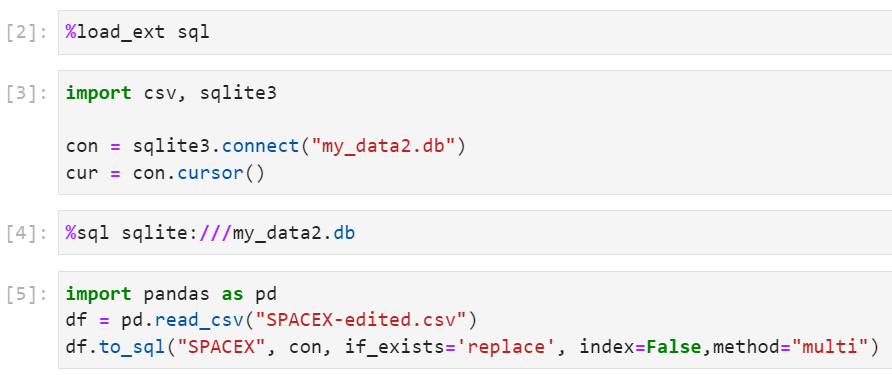 [2]: %load_ext sql
[3]: import csv, sqlite3
con = sqlite3.connect("my_data2.db")
cur = con.cursor()
[4]: %sql sqlite:///my_data2.db
[5]: import pandas as pd
df = pd.read_csv("SPACEX-edited.csv")
df.to_sql("SPACEX", con, if_exists='replace', index=False,method="multi")